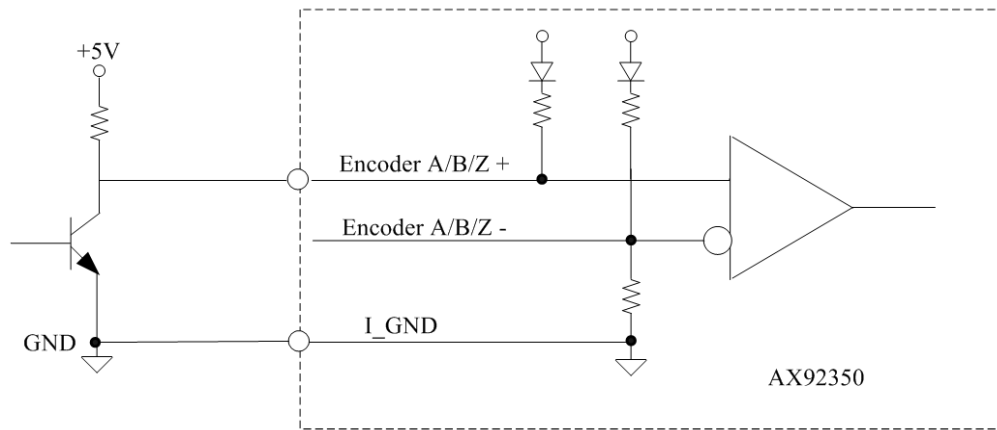 +5V
Encoder A/B/Z +
Encoder A/B/Z -
I_GND
GND
AX92350